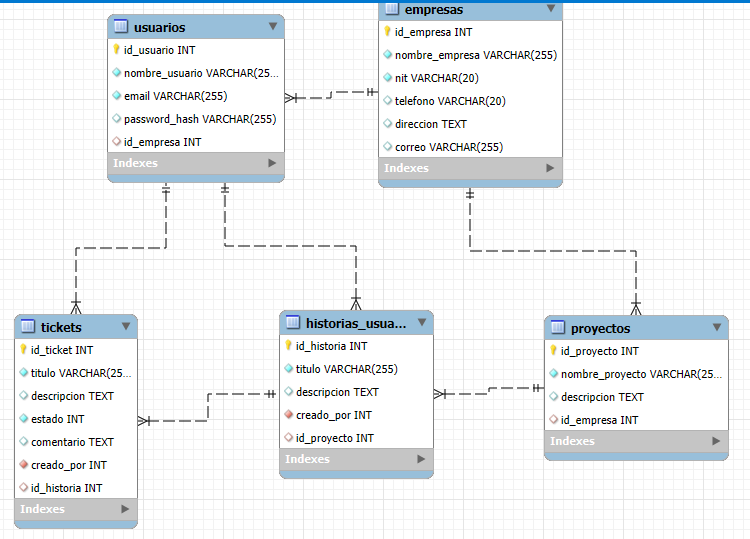 usuarios
id_usuario INT
nombre_usuario VARCHAR(25...
email VARCHAR(255)
password_hash VARCHAR(255)
id_empresa INT
Indexes
empresas
id_empresa INT
nombre_empresa VARCHAR(255)
nit VARCHAR(20)
telefono VARCHAR(20)
direccion TEXT
correo VARCHAR(255)
Indexes
tickets
id_ticket INT
titulo VARCHAR(25...
descripcion TEXT
estado INT
comentario TEXT
creado_por INT
id_historia INT
Indexes
historias_usua...
id_historia INT
titulo VARCHAR(255)
descripcion TEXT
creado_por INT
id_proyecto INT
Indexes
proyectos
id_proyecto INT
nombre_proyecto VARCHAR(25...
descripcion TEXT
id_empresa INT
Indexes